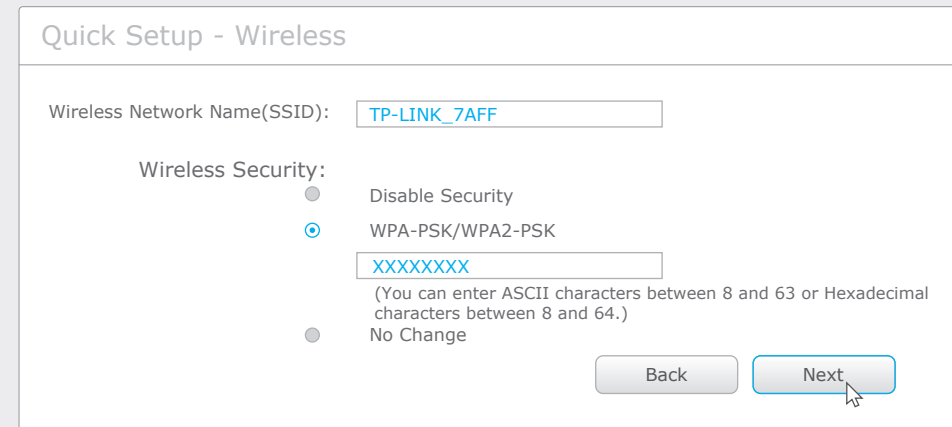 Quick Setup - Wireless
Wireless Network Name(SSID): TP-LINK_7AFF
Wireless Security:
Disable Security
WPA-PSK/WPA2-PSK
XXXXXXXX
(You can enter ASCII characters between 8 and 63 or Hexadecimal
characters between 8 and 64.)
No Change
Back Next